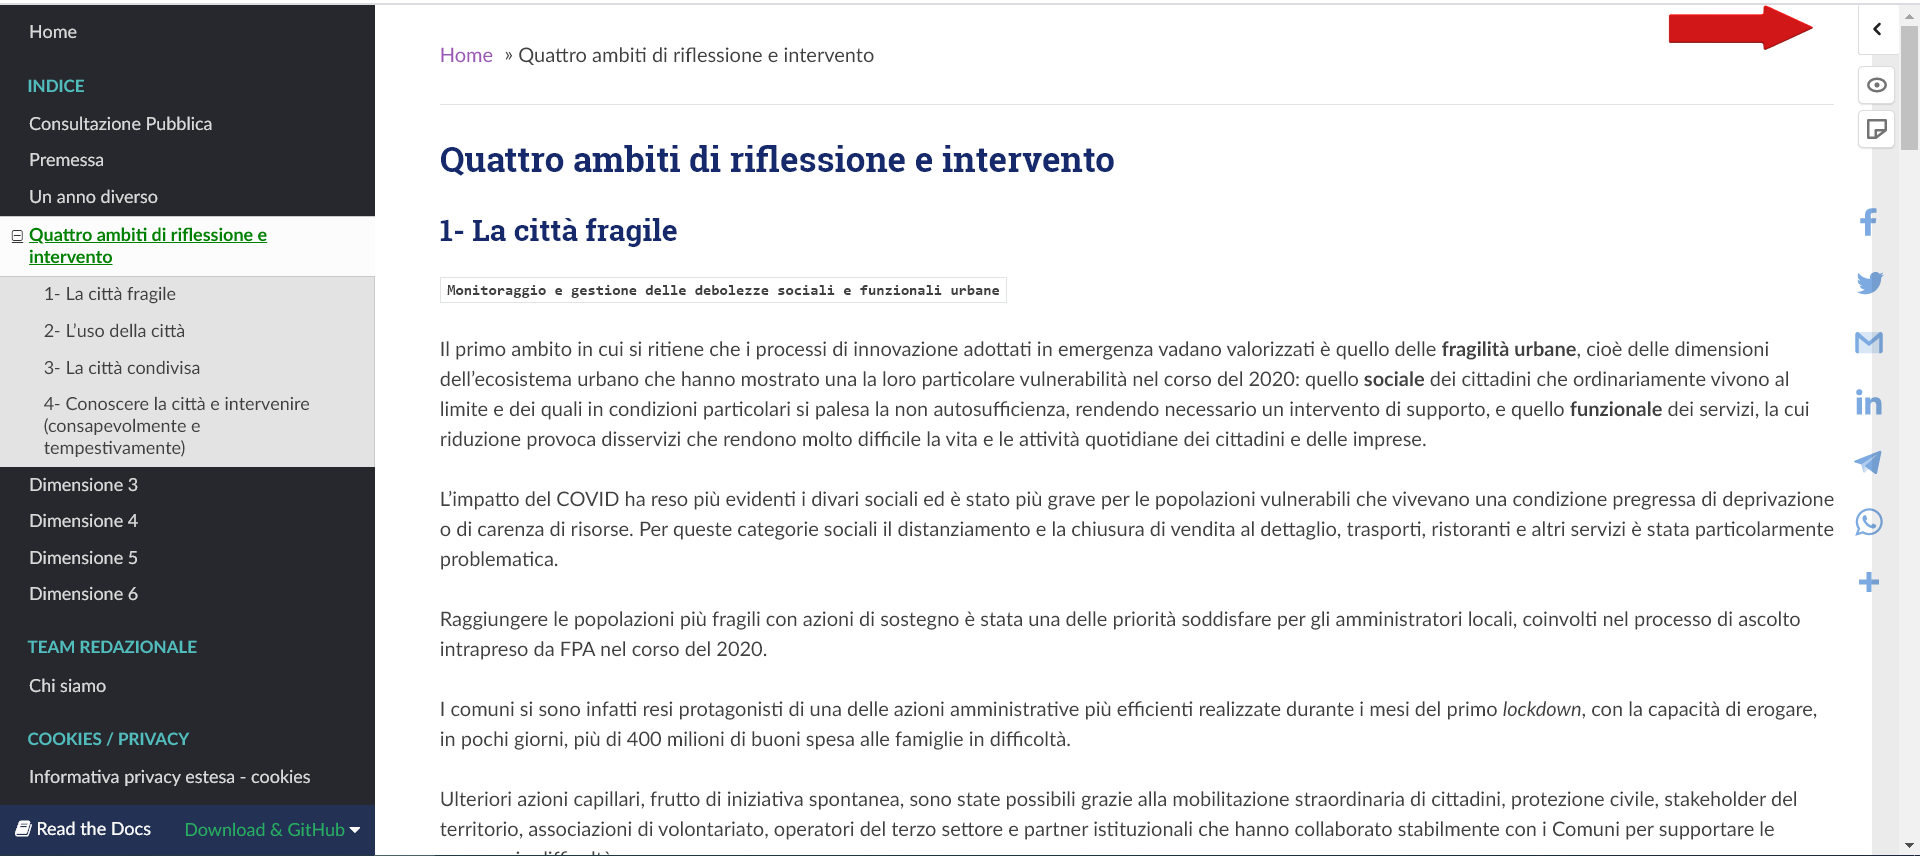 Home
INDICE
Consultazione Pubblica
Premessa
Un anno diverso
Quattro ambiti di riflessione e
intervento
1- La città fragile
2- L’uso della città
3- La città condivisa
4- Conoscere la città e intervenire
(consapevolmente e
tempestivamente)
Dimensione 3
Dimensione 4
Dimensione 5
Dimensione 6
TEAM REDAZIONALE
Chi siamo
COOKIES / PRIVACY
Informativa privacy estesa - cookies
Read the Docs Download & GitHub
Home » Quattro ambiti di riflessione e intervento
Quattro ambiti di riflessione e intervento
1- La città fragile
Monitoraggio e gestione delle debolezze sociali e funzionali urbane
Il primo ambito in cui si ritiene che i processi di innovazione adottati in emergenza vadano valorizzati è quello delle fragilità urbane, cioè delle dimensioni
dell’ecosistema urbano che hanno mostrato una la loro particolare vulnerabilità nel corso del 2020: quello sociale dei cittadini che ordinariamente vivono al
limite e dei quali in condizioni particolari si palesa la non autosufficienza, rendendo necessario un intervento di supporto, e quello funzionale dei servizi, la cui
riduzione provoca disservizi che rendono molto difficile la vita e le attività quotidiane dei cittadini e delle imprese.
L’impatto del COVID ha reso più evidenti i divari sociali ed è stato più grave per le popolazioni vulnerabili che vivevano una condizione pregressa di deprivazione
o di carenza di risorse. Per queste categorie sociali il distanziamento e la chiusura di vendita al dettaglio, trasporti, ristoranti e altri servizi è stata particolarmente
problematica.
Raggiungere le popolazioni più fragili con azioni di sostegno è stata una delle priorità soddisfare per gli amministratori locali, coinvolti nel processo di ascolto
intrapreso da FPA nel corso del 2020.
I comuni si sono infatti resi protagonisti di una delle azioni amministrative più efficienti realizzate durante i mesi del primo lockdown, con la capacità di erogare,
in pochi giorni, più di 400 milioni di buoni spesa alle famiglie in difficoltà.
Ulteriori azioni capillari, frutto di iniziativa spontanea, sono state possibili grazie alla mobilitazione straordinaria di cittadini, protezione civile, stakeholder del
territorio, associazioni di volontariato, operatori del terzo settore e partner istituzionali che hanno collaborato stabilmente con i Comuni per supportare le